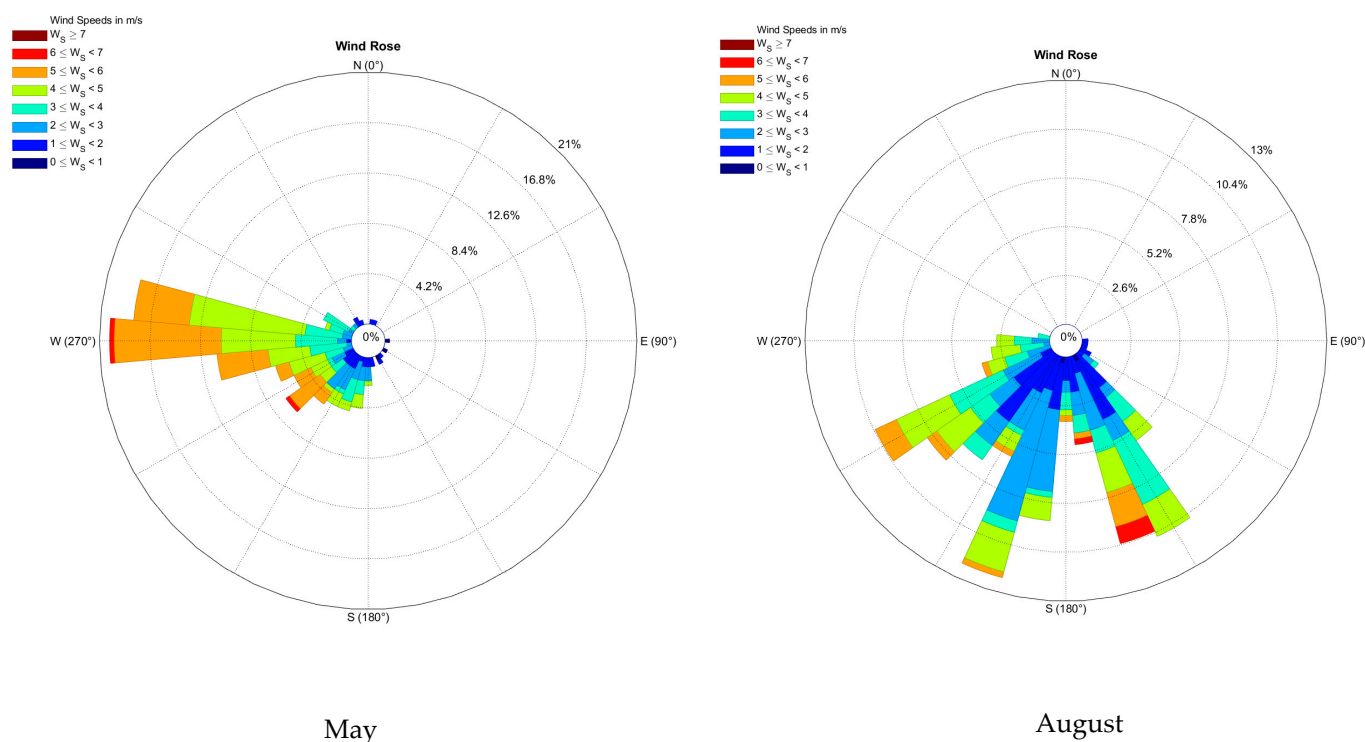 Wind Speeds in m/s
W_S ≥ 7
6 ≤ W_S < 7
5 ≤ W_S < 6
4 ≤ W_S < 5
3 ≤ W_S < 4
2 ≤ W_S < 3
1 ≤ W_S < 2
0 ≤ W_S < 1
Wind Rose
N (0°)
21%
16.8%
12.6%
8.4%
4.2%
0%
W (270°)
E (90°)
S (180°)
May
Wind Speeds in m/s
W_S ≥ 7
6 ≤ W_S < 7
5 ≤ W_S < 6
4 ≤ W_S < 5
3 ≤ W_S < 4
2 ≤ W_S < 3
1 ≤ W_S < 2
0 ≤ W_S < 1
Wind Rose
N (0°)
13%
10.4%
7.8%
5.2%
2.6%
0%
W (270°)
E (90°)
S (180°)
August